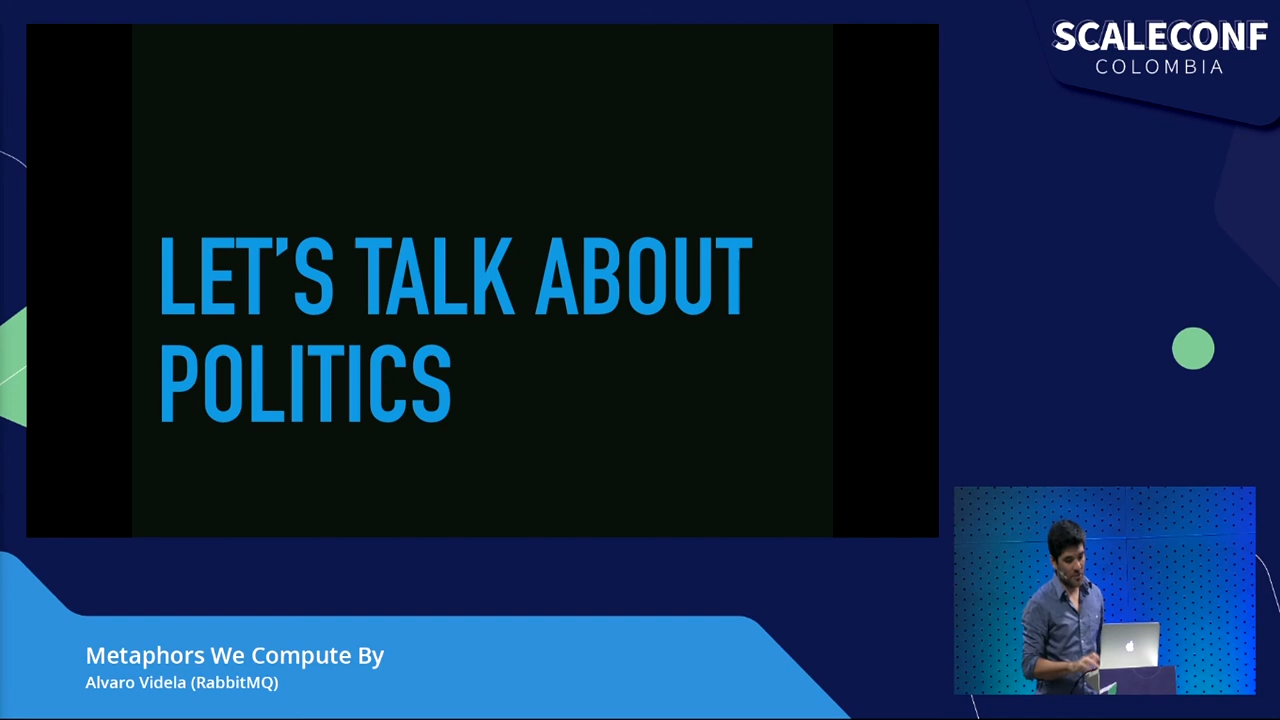 SCALECONF
COLOMBIA
LET'S TALK ABOUT
POLITICS
Metaphors We Compute By
Alvaro Videla (RabbitMQ)